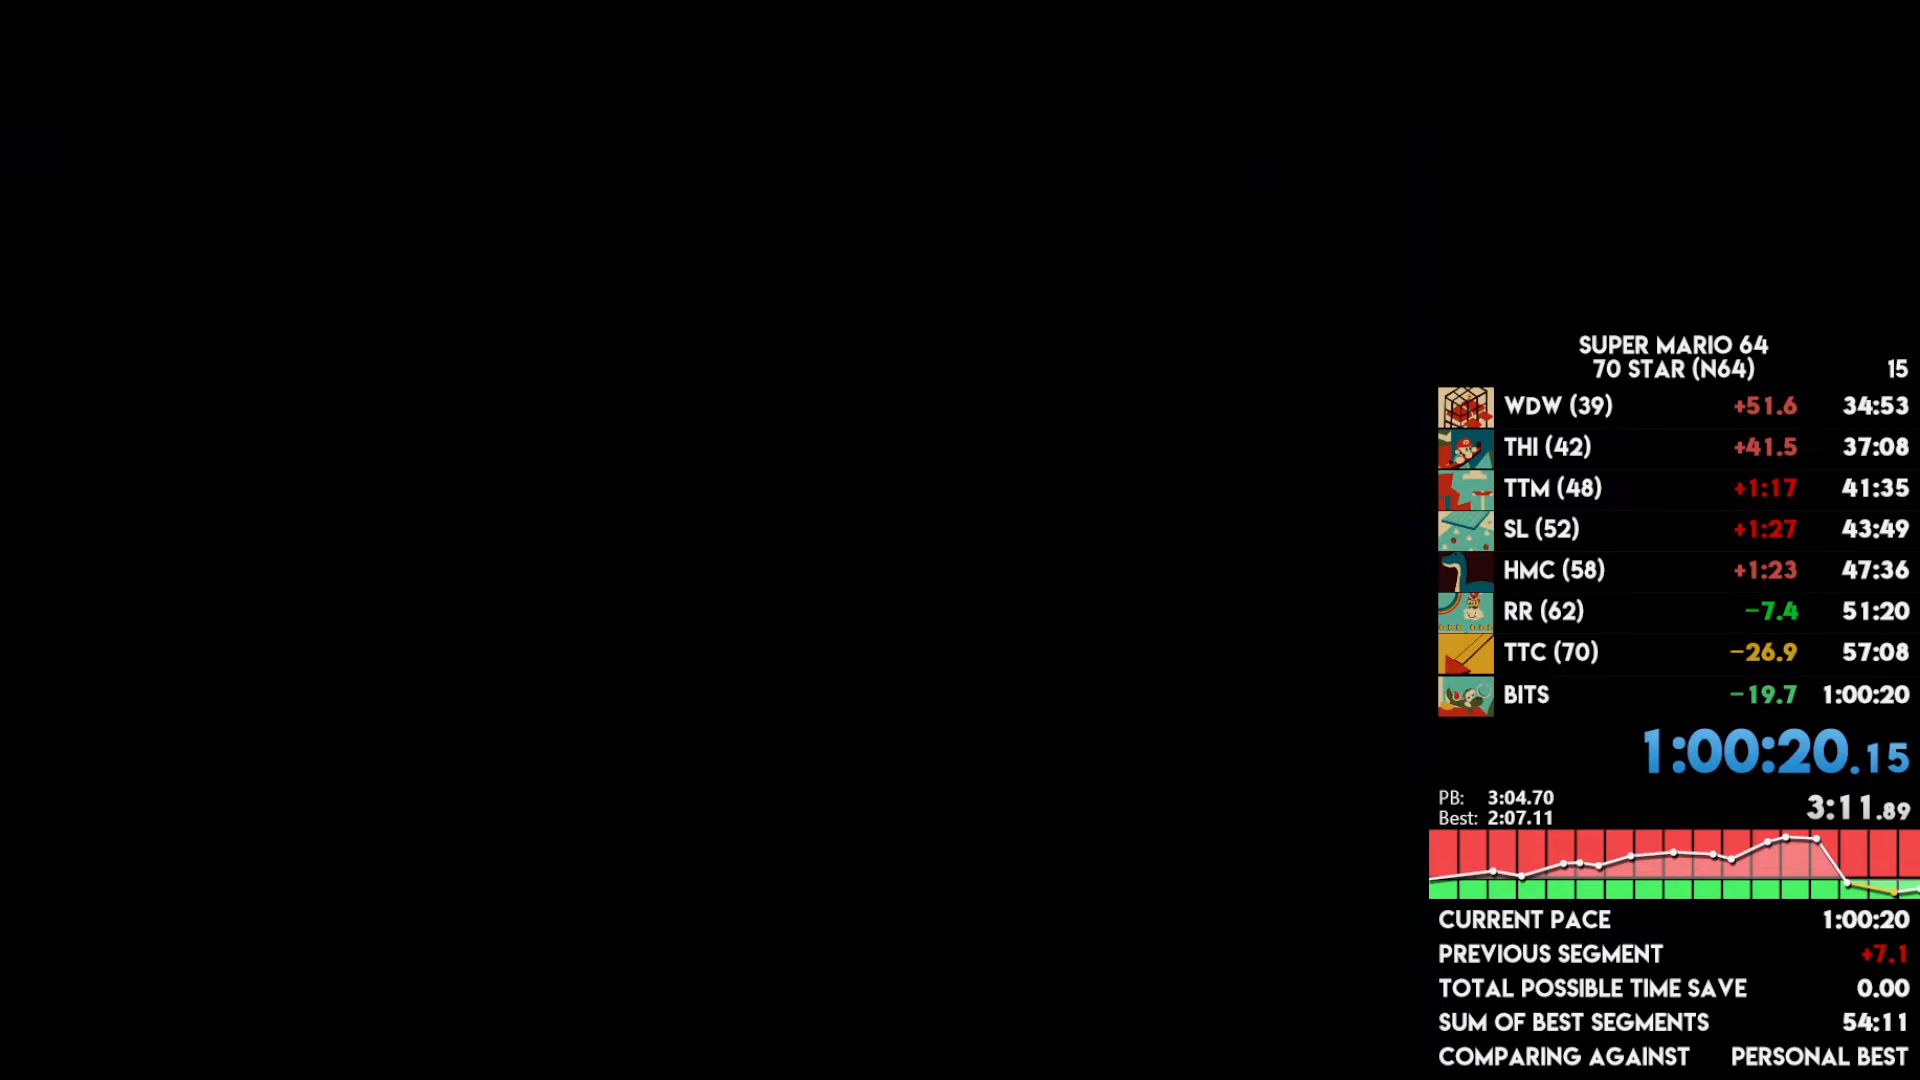 SUPER MARIO 64
70 STAR (N64) 15
WDW (39) +51.6 34:53
THI (42) +41.5 37:08
TTM (48) +1:17 41:35
SL (52) +1:27 43:49
HMC (58) +1:23 47:36
RR (62) −7.4 51:20
TTC (70) −26.9 57:08
BITS −19.7 1:00:20
1:00:20.15
PB: 3:04.70 3:11.89
Best: 2:07.11
CURRENT PACE 1:00:20
PREVIOUS SEGMENT +7.1
TOTAL POSSIBLE TIME SAVE 0.00
SUM OF BEST SEGMENTS 54:11
COMPARING AGAINST PERSONAL BEST